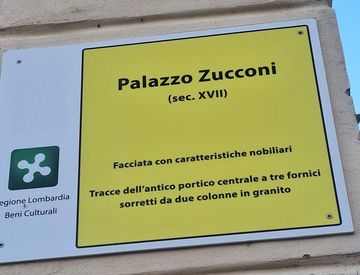 Palazzo Zucconi
(sec. XVII)
Facciata con caratteristiche nobiliari
Tracce dell'antico portico centrale a tre fornici
sorretti da due colonne in granito
egione Lombardia
Beni Culturali